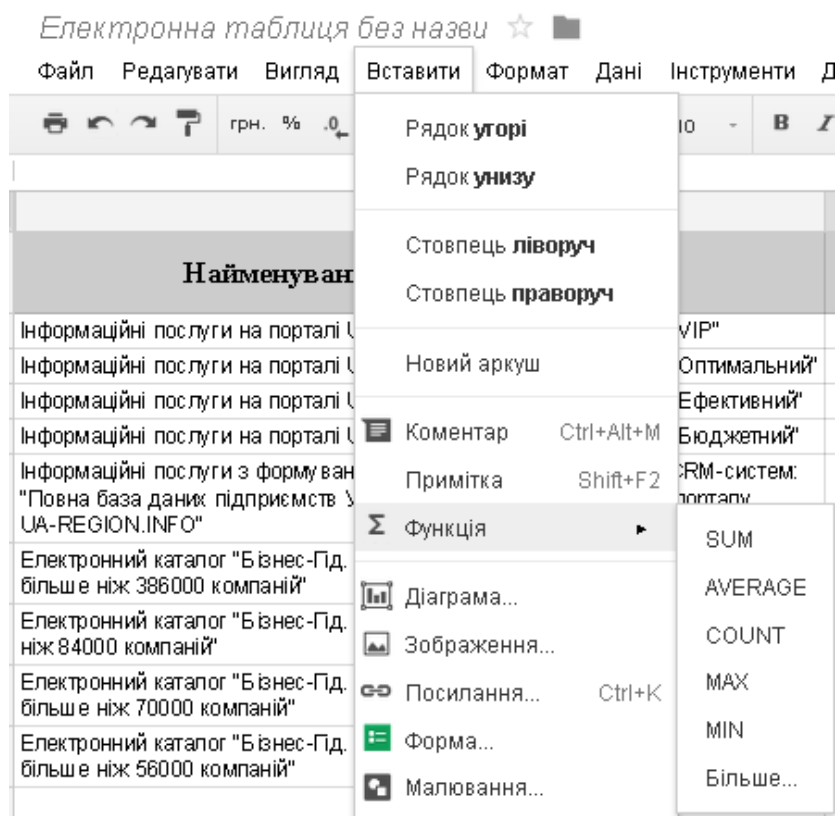 Електронна таблиця без назви
Файл Редагувати Вигляд Вставити Формат Дані Інструменти
грн. % .0
Рядок угорі
Рядок унизу
Стовпець ліворуч
Стовпець праворуч
Новий аркуш
Коментар Ctrl+Alt+M
Примітка Shift+F2
Σ Функція
Діаграма...
Зображення...
Посилання... Ctrl+K
Форма...
Малювання...
SUM
AVERAGE
COUNT
MAX
MIN
Більше...
B I
Інформаційні послуги на порталі VIP"
Інформаційні послуги на порталі Оптимальний"
Інформаційні послуги на порталі Ефективний"
Інформаційні послуги на порталі Бюджетний"
Інформаційні послуги з CRM-систем:
"Повна база даних підприємств порталу
UA-REGION.INFO"
Електронний каталог "Бізнес-Гід.
більше ніж 386000 компаній"
Електронний каталог "Бізнес-Гід.
ніж 84000 компаній"
Електронний каталог "Бізнес-Гід.
більше ніж 70000 компаній"
Електронний каталог "Бізнес-Гід.
більше ніж 56000 компаній"